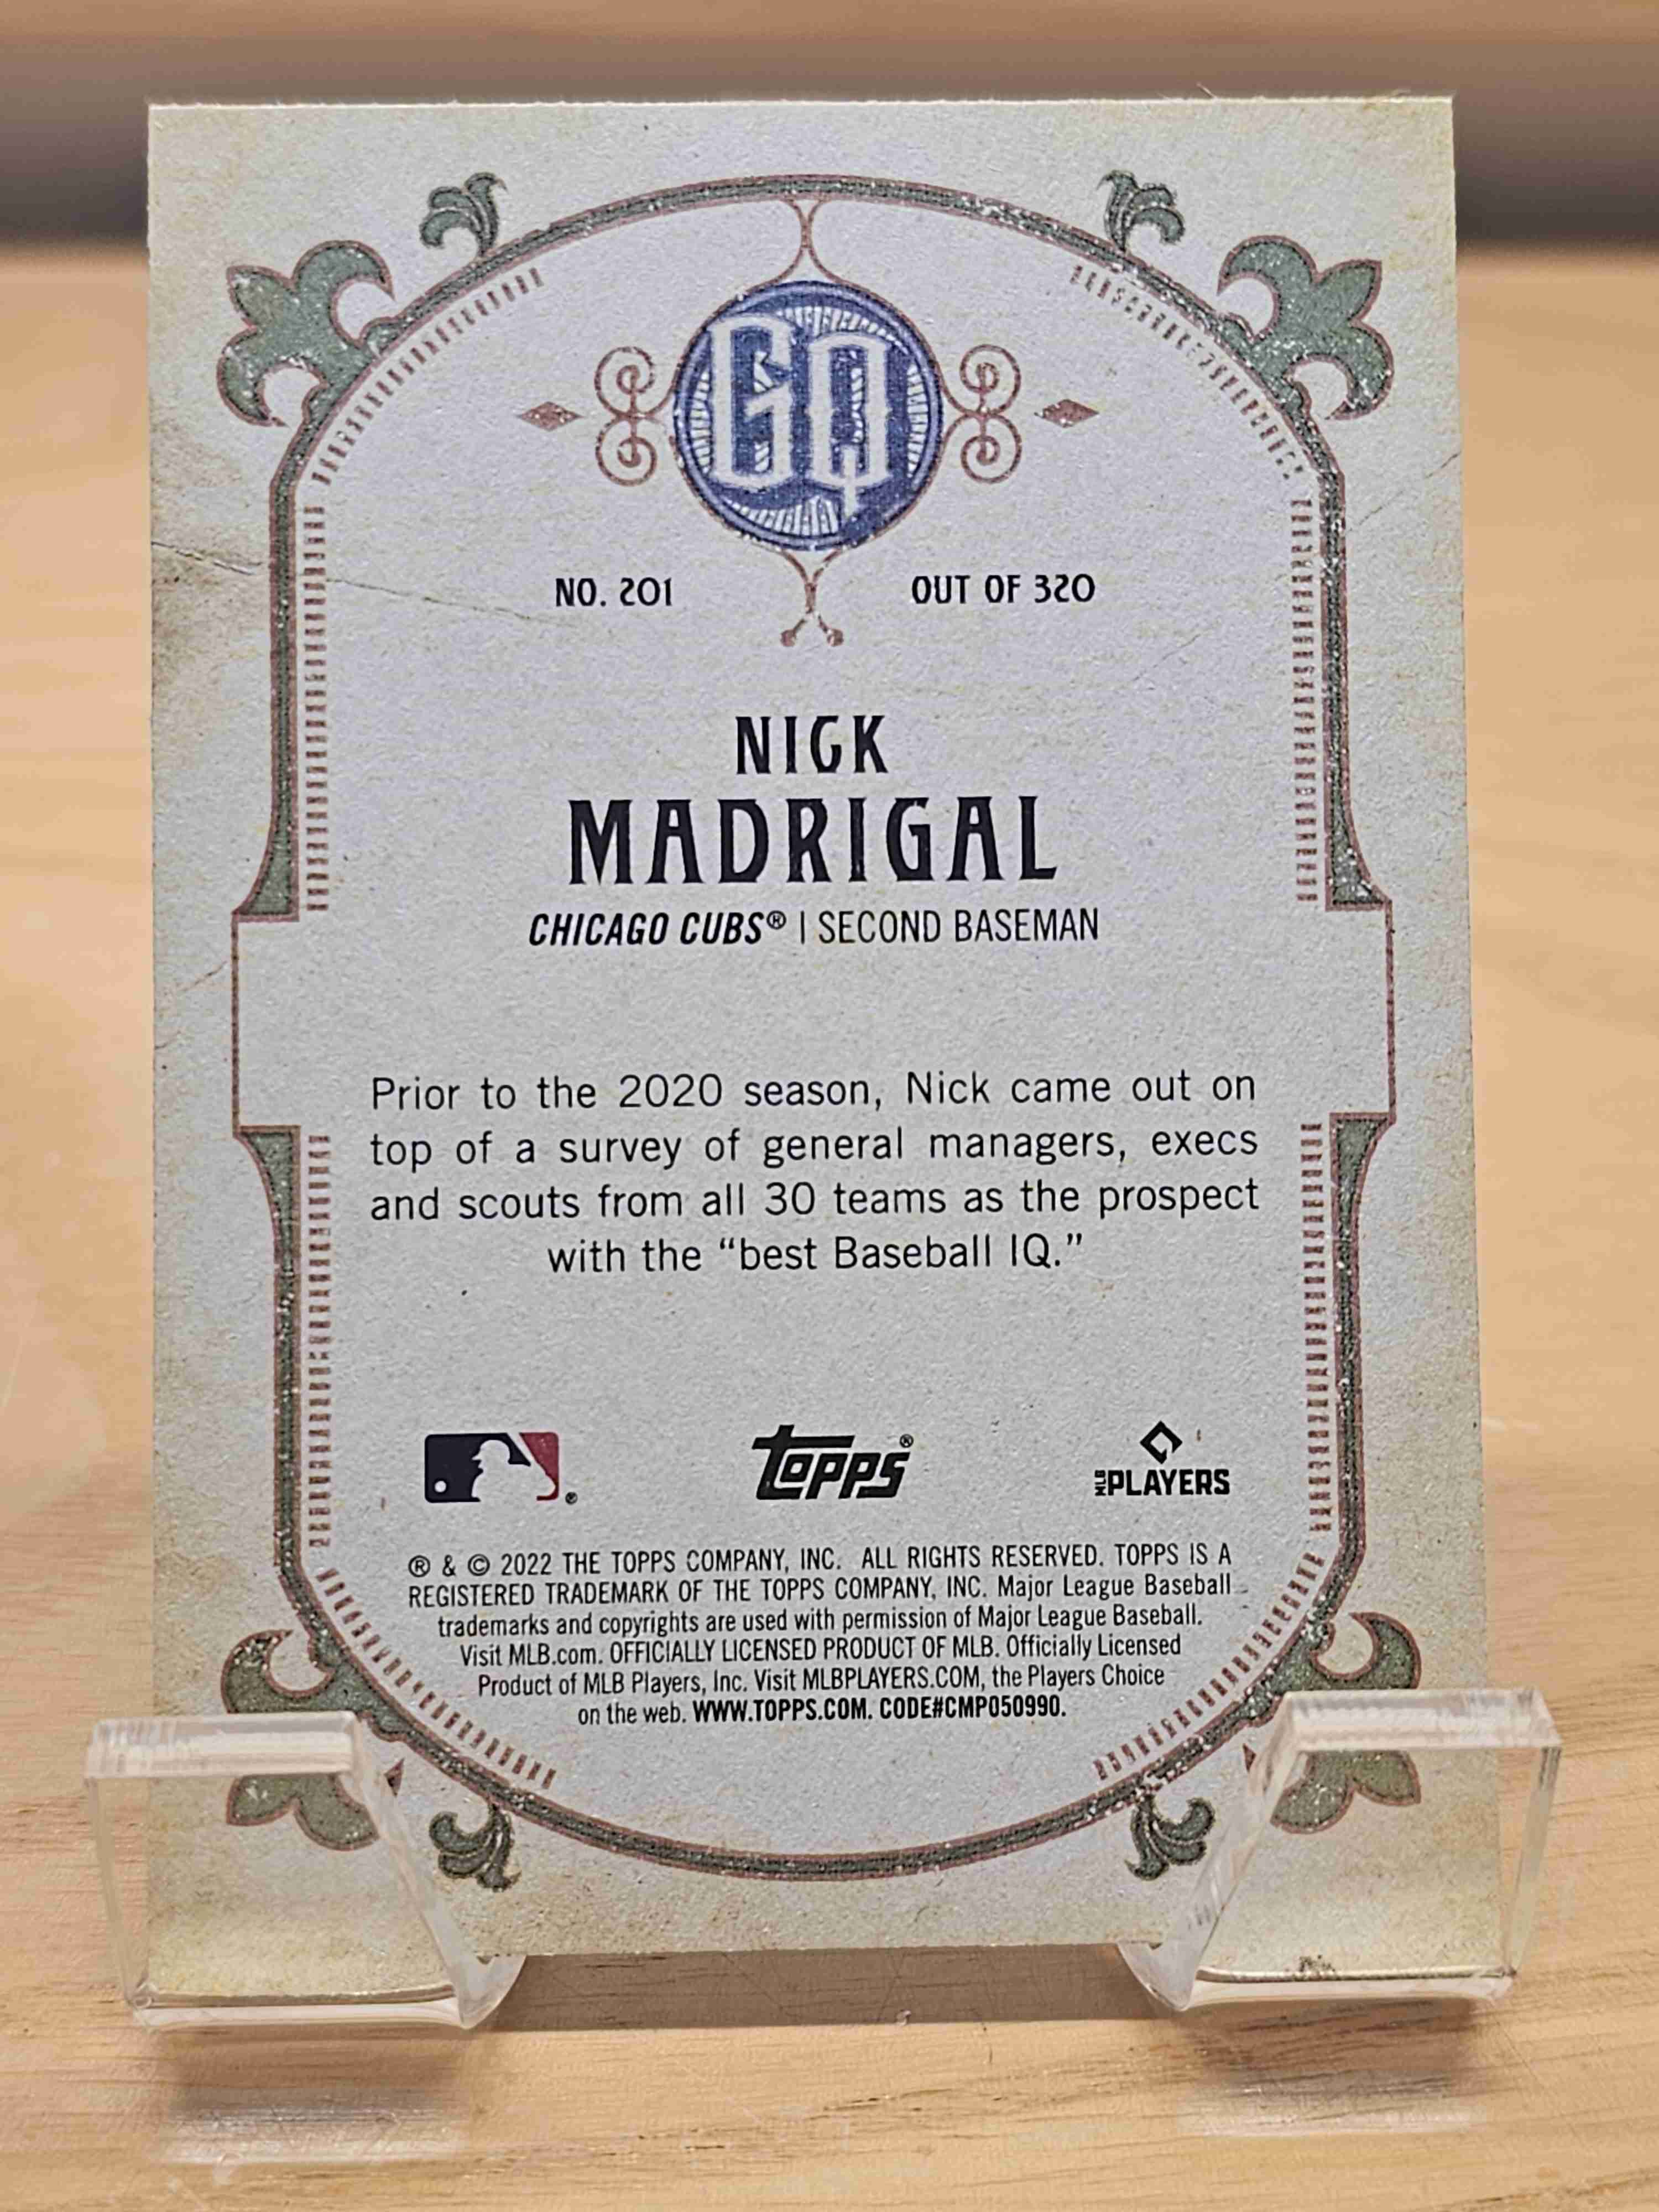 GQ
NO. 201 OUT OF 320
NICK
MADRIGAL
CHICAGO CUBS® | SECOND BASEMAN
Prior to the 2020 season, Nick came out on
top of a survey of general managers, execs
and scouts from all 30 teams as the prospect
with the “best Baseball IQ.”
® topps® MLB PLAYERS
® & © 2022 THE TOPPS COMPANY, INC. ALL RIGHTS RESERVED. TOPPS IS A
REGISTERED TRADEMARK OF THE TOPPS COMPANY, INC. Major League Baseball
trademarks and copyrights are used with permission of Major League Baseball.
Visit MLB.com. OFFICIALLY LICENSED PRODUCT OF MLB. Officially Licensed
Product of MLB Players, Inc. Visit MLBPLAYERS.COM, the Players Choice
on the web. WWW.TOPPS.COM. CODE#CMP050990.